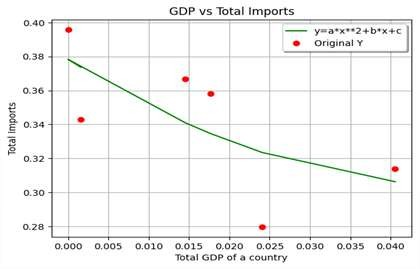 GDP vs Total Imports
y=a*x**2+b*x+c
Original Y
Total Imports
0.40
0.38
0.36
0.34
0.32
0.30
0.28
0.000 0.005 0.010 0.015 0.020 0.025 0.030 0.035 0.040
Total GDP of a country